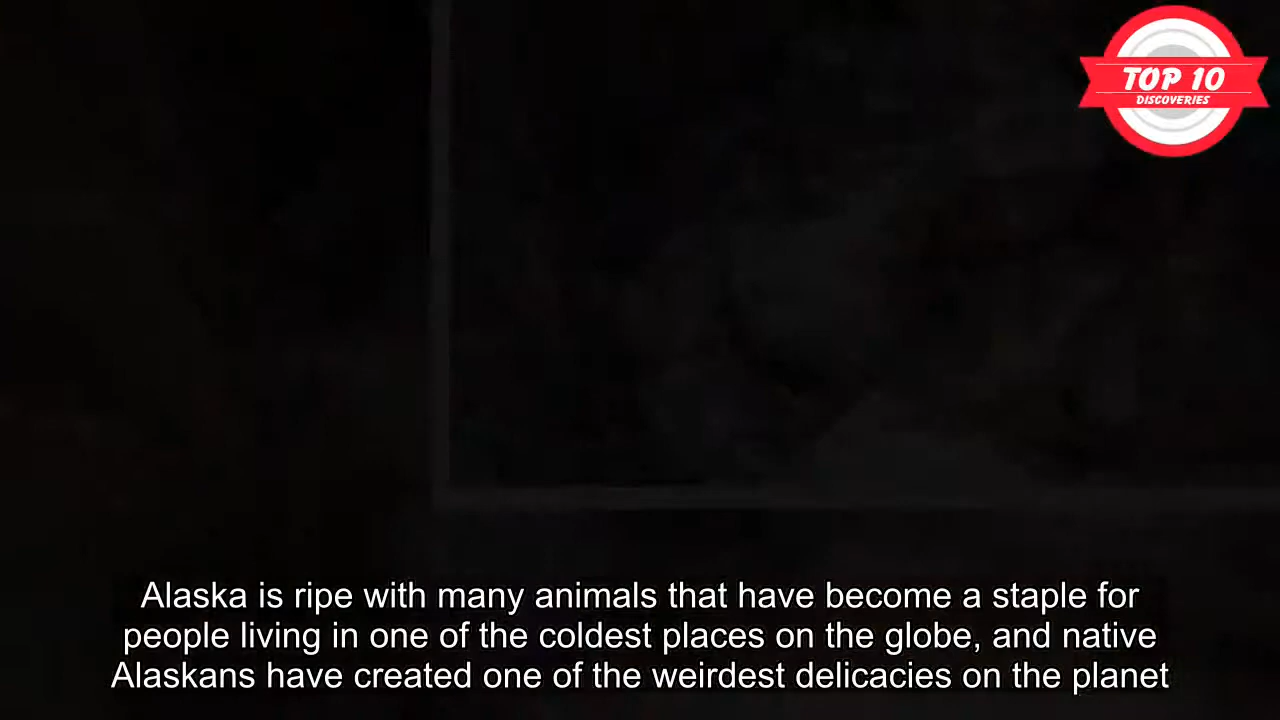 TOP 10
DISCOVERIES
Alaska is ripe with many animals that have become a staple for
people living in one of the coldest places on the globe, and native
Alaskans have created one of the weirdest delicacies on the planet